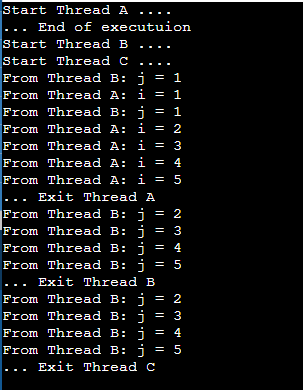 Start Thread A ....
... End of executuion
Start Thread B ....
Start Thread C ....
From Thread B: j = 1
From Thread A: i = 1
From Thread B: j = 1
From Thread A: i = 2
From Thread A: i = 3
From Thread A: i = 4
From Thread A: i = 5
... Exit Thread A
From Thread B: j = 2
From Thread B: j = 3
From Thread B: j = 4
From Thread B: j = 5
... Exit Thread B
From Thread B: j = 2
From Thread B: j = 3
From Thread B: j = 4
From Thread B: j = 5
... Exit Thread C